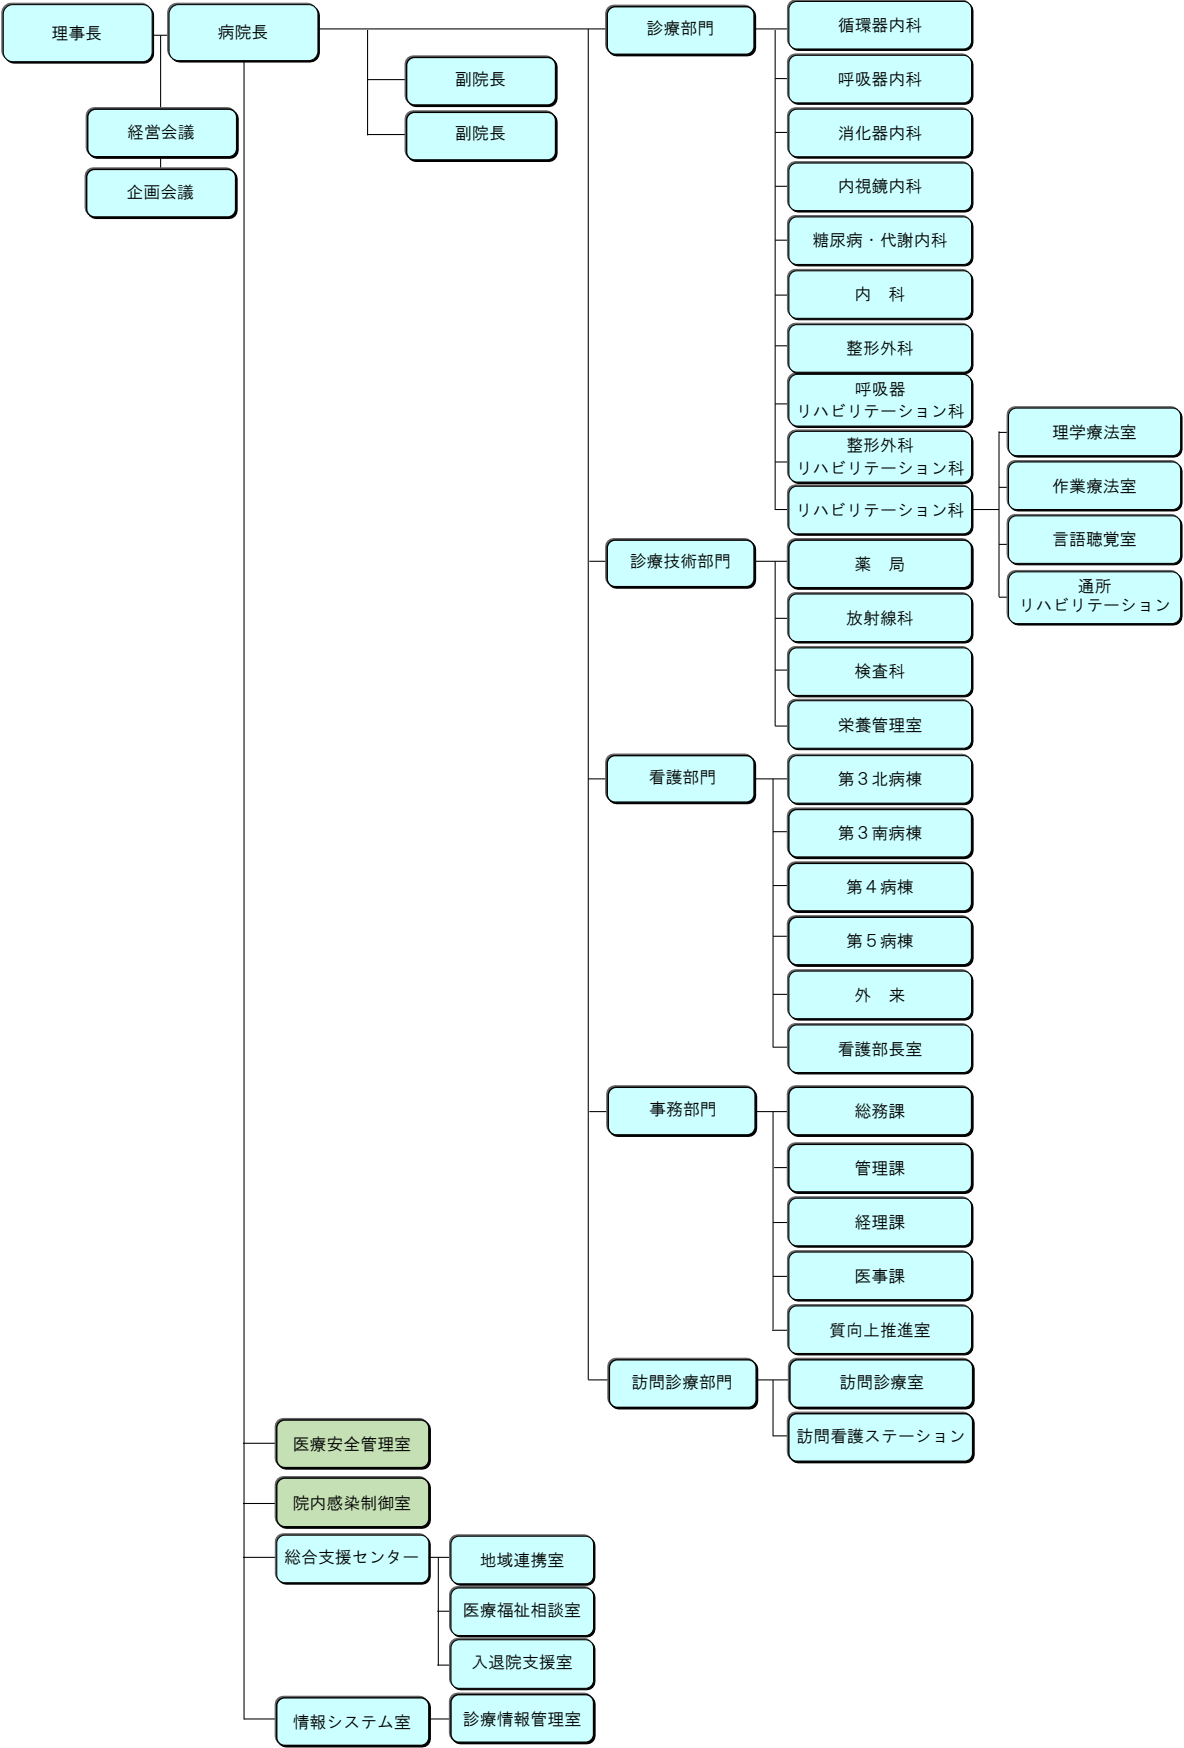 理事長
病院長
経営会議
企画会議
副院長
副院長
診療部門
循環器内科
呼吸器内科
消化器内科
内視鏡内科
糖尿病・代謝内科
内　科
整形外科
呼吸器
リハビリテーション科
整形外科
リハビリテーション科
リハビリテーション科
理学療法室
作業療法室
言語聴覚室
通所
リハビリテーション
診療技術部門
薬　局
放射線科
検査科
栄養管理室
看護部門
第３北病棟
第３南病棟
第４病棟
第５病棟
外　来
看護部長室
事務部門
総務課
管理課
経理課
医事課
質向上推進室
訪問診療部門
訪問診療室
訪問看護ステーション
医療安全管理室
院内感染制御室
総合支援センター
地域連携室
医療福祉相談室
入退院支援室
情報システム室
診療情報管理室